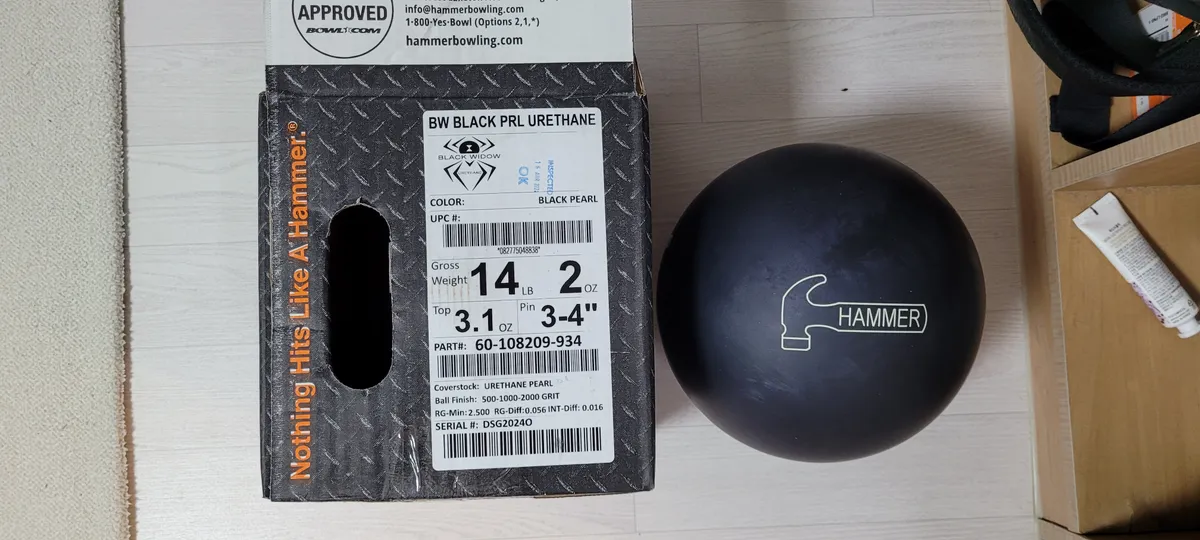 APPROVED
BOWL.COM
info@hammerbowling.com
1-800-Yes-Bowl (Options 2,1,*)
hammerbowling.com
Nothing Hits Like A Hammer.®
BW BLACK PRL URETHANE
BLACK WIDOW
INSPECTED
OK
COLOR: BLACK PEARL
UPC #:
*082775048838*
Gross Weight 14 LB 2 OZ
Top 3.1 OZ Pin 3-4"
PART#: 60-108209-934
Coverstock: URETHANE PEARL
Ball Finish: 500-1000-2000 GRIT
RG-Min: 2.500 RG-Diff: 0.056 INT-Diff: 0.016
SERIAL #: DSG2024O
HAMMER